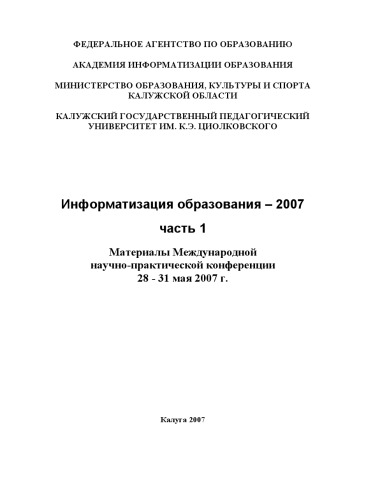 ФЕДЕРАЛЬНОЕ АГЕНТСТВО ПО ОБРАЗОВАНИЮ
АКАДЕМИЯ ИНФОРМАТИЗАЦИИ ОБРАЗОВАНИЯ
МИНИСТЕРСТВО ОБРАЗОВАНИЯ, КУЛЬТУРЫ И СПОРТА
КАЛУЖСКОЙ ОБЛАСТИ
КАЛУЖСКИЙ ГОСУДАРСТВЕННЫЙ ПЕДАГОГИЧЕСКИЙ
УНИВЕРСИТЕТ ИМ. К.Э. ЦИОЛКОВСКОГО
Информатизация образования – 2007
часть 1
Материалы Международной
научно-практической конференции
28 - 31 мая 2007 г.
Калуга 2007